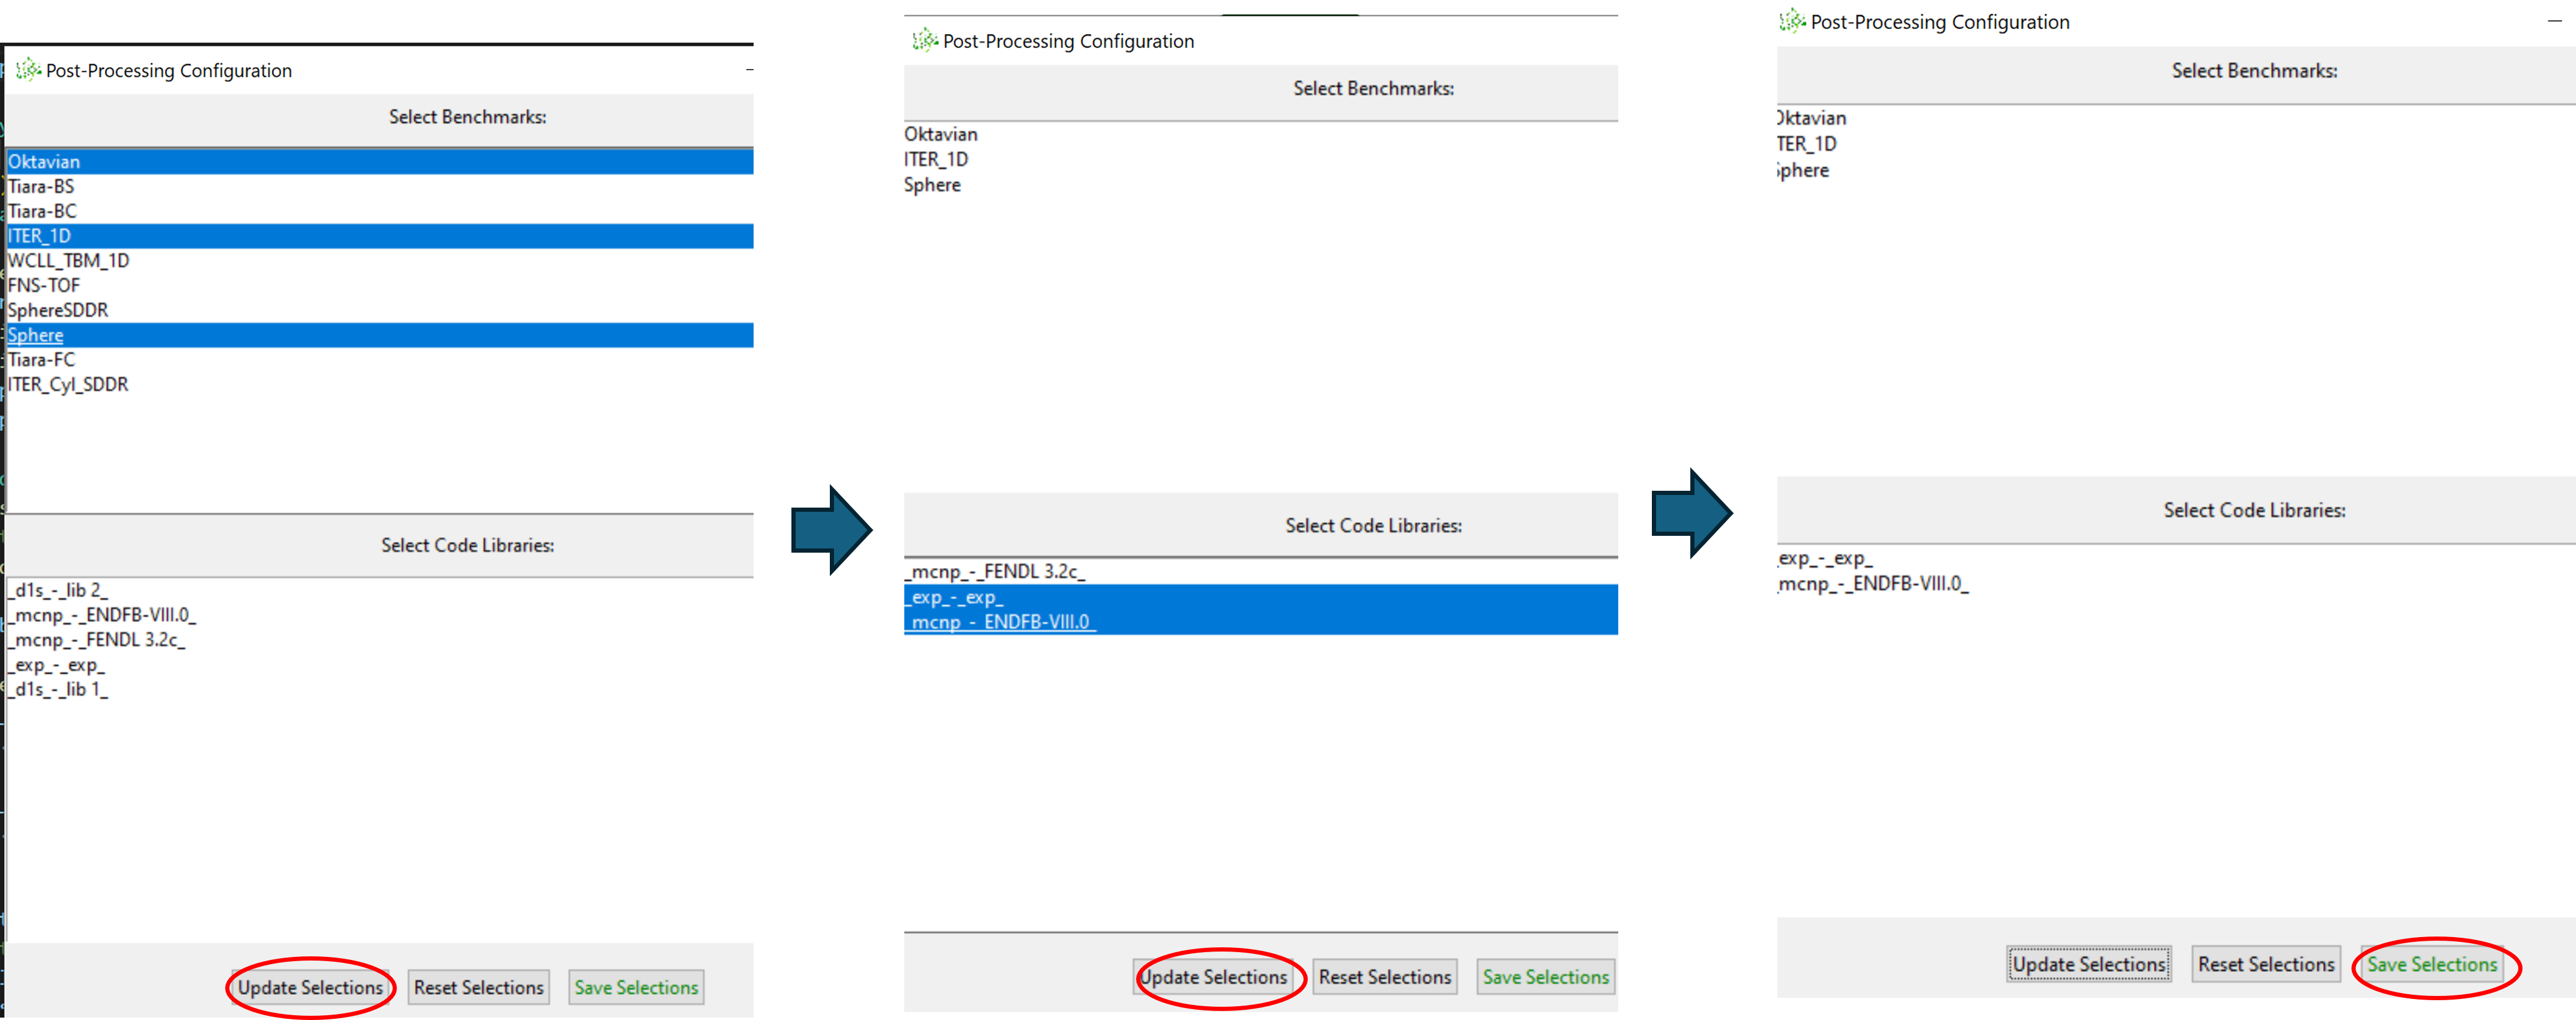 Post-Processing Configuration
Select Benchmarks:
Oktavian
Tiara-BS
Tiara-BC
ITER_1D
WCLL_TBM_1D
FNS-TOF
SphereSDDR
Sphere
Tiara-FC
ITER_Cyl_SDDR
Select Code Libraries:
_d1s_-_lib 2_
_mcnp_-_ENDFB-VIII.0_
_mcnp_-_FENDL 3.2c_
_exp_-_exp_
_d1s_-_lib 1_
Update Selections
Reset Selections
Save Selections
Post-Processing Configuration
Select Benchmarks:
Oktavian
ITER_1D
Sphere
Select Code Libraries:
_mcnp_-_FENDL 3.2c_
_exp_-_exp_
_mcnp_-_ENDFB-VIII.0_
Update Selections
Reset Selections
Save Selections
Post-Processing Configuration
Select Benchmarks:
Oktavian
TER_1D
Sphere
Select Code Libraries:
_exp_-_exp_
_mcnp_-_ENDFB-VIII.0_
Update Selections
Reset Selections
Save Selections